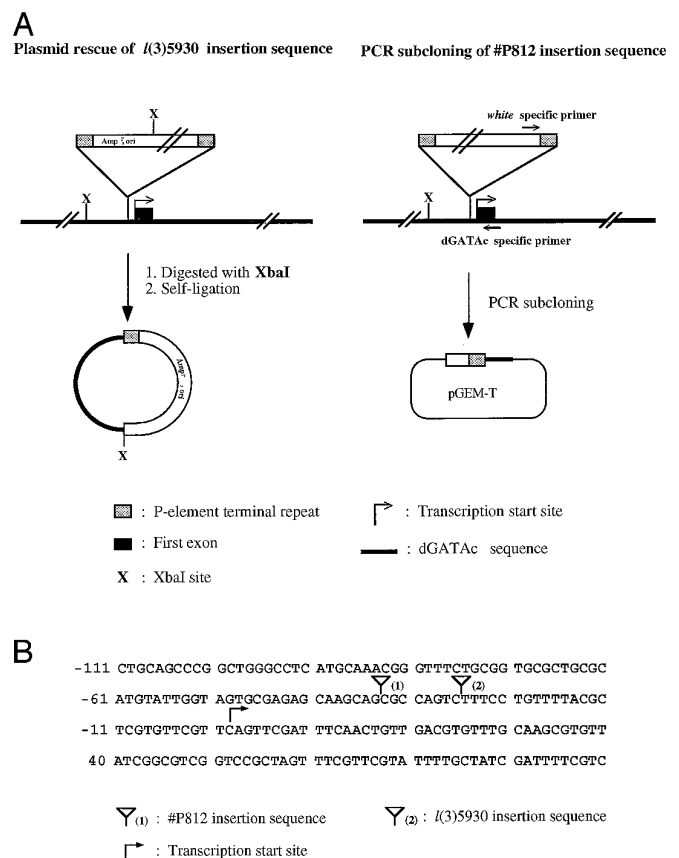 A
Plasmid rescue of l(3)5930 insertion sequence
PCR subcloning of #P812 insertion sequence
X
Amp r ori
X
white specific primer
X
dGATAc specific primer
1. Digested with XbaI
2. Self-ligation
PCR subcloning
Amp r ori
X
pGEM-T
: P-element terminal repeat
: First exon
X : XbaI site
: Transcription start site
: dGATAc sequence
B
-111 CTGCAGCCCG GCTGGGCCTC ATGCAAACGG GTTTCTGCGG TGCGCTGCGC
(1) (2)
-61 ATGTATTGGT AGTGCGAGAG CAAGCAGCGC CAGTCTTTCC TGTTTTACGC
-11 TCGTGTTCGT TCAGTTCGAT TTCAACTGTT GACGTGTTTG CAAGCGTGTT
40 ATCGGCGTCG GTCCGCTAGT TTCGTTCGTA TTTTGCTATC GATTTTCGTC
(1) : #P812 insertion sequence
(2) : l(3)5930 insertion sequence
: Transcription start site